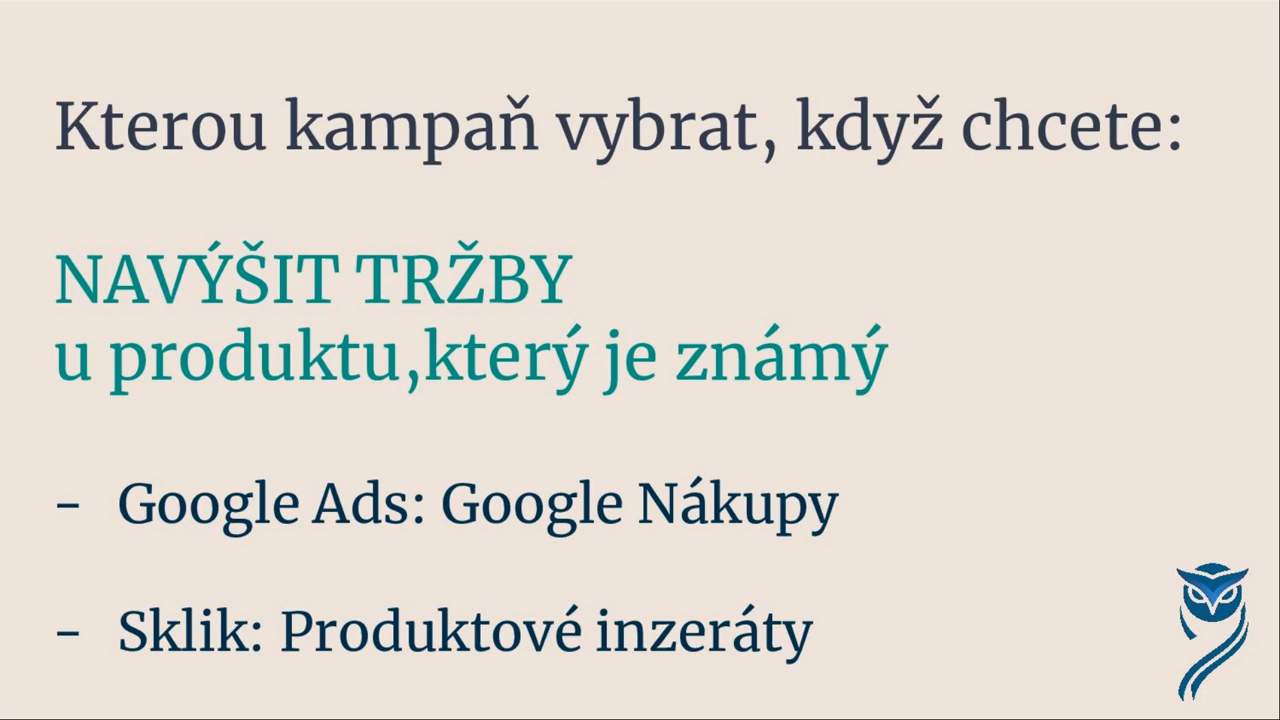 Kterou kampaň vybrat, když chcete:
NAVÝŠIT TRŽBY
u produktu,který je známý
- Google Ads: Google Nákupy
- Sklik: Produktové inzeráty